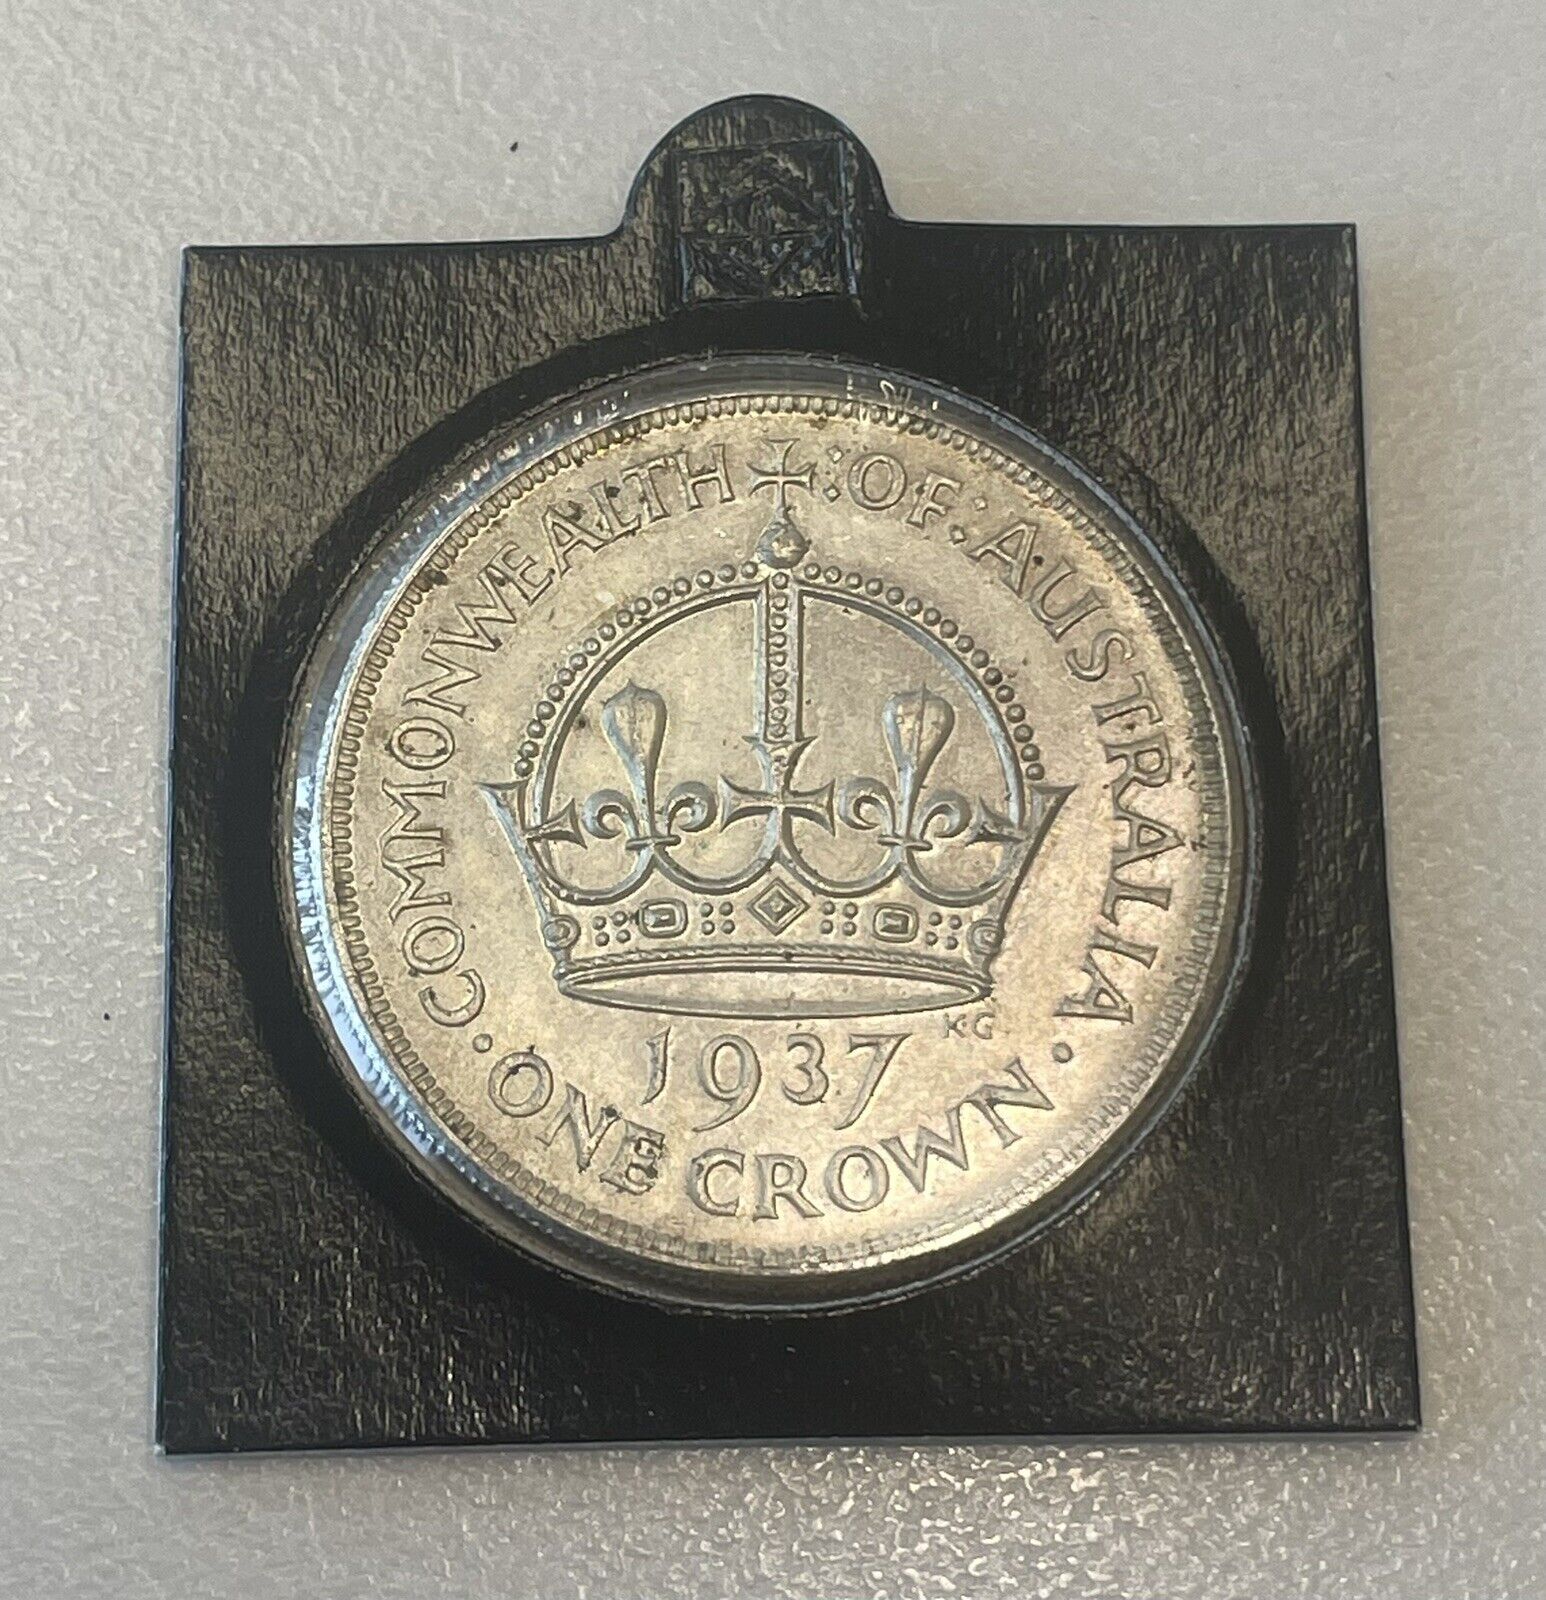 ·COMMONWEALTH:OF:AUSTRALIA·
1937
KG
ONE CROWN